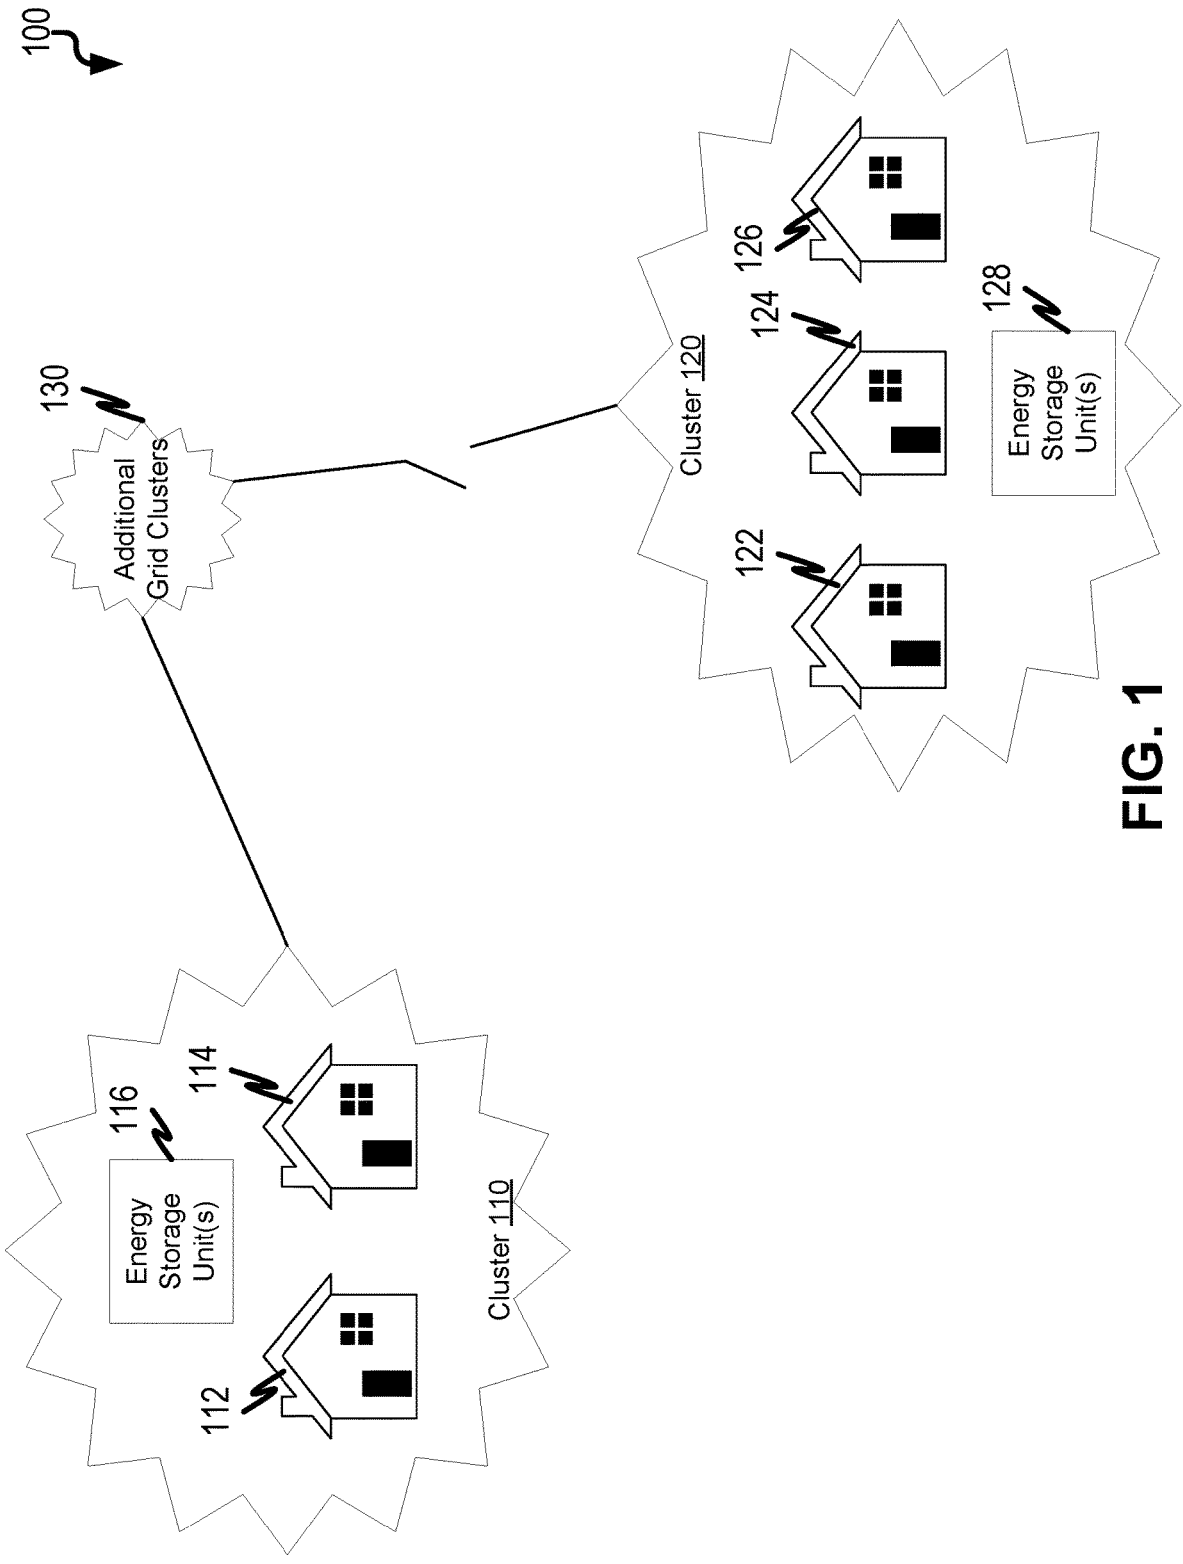 100
130
Additional
Grid Clusters
116
Energy
Storage
Unit(s)
112
114
Cluster 110
Cluster 120
122
124
126
128
Energy
Storage
Unit(s)
FIG. 1